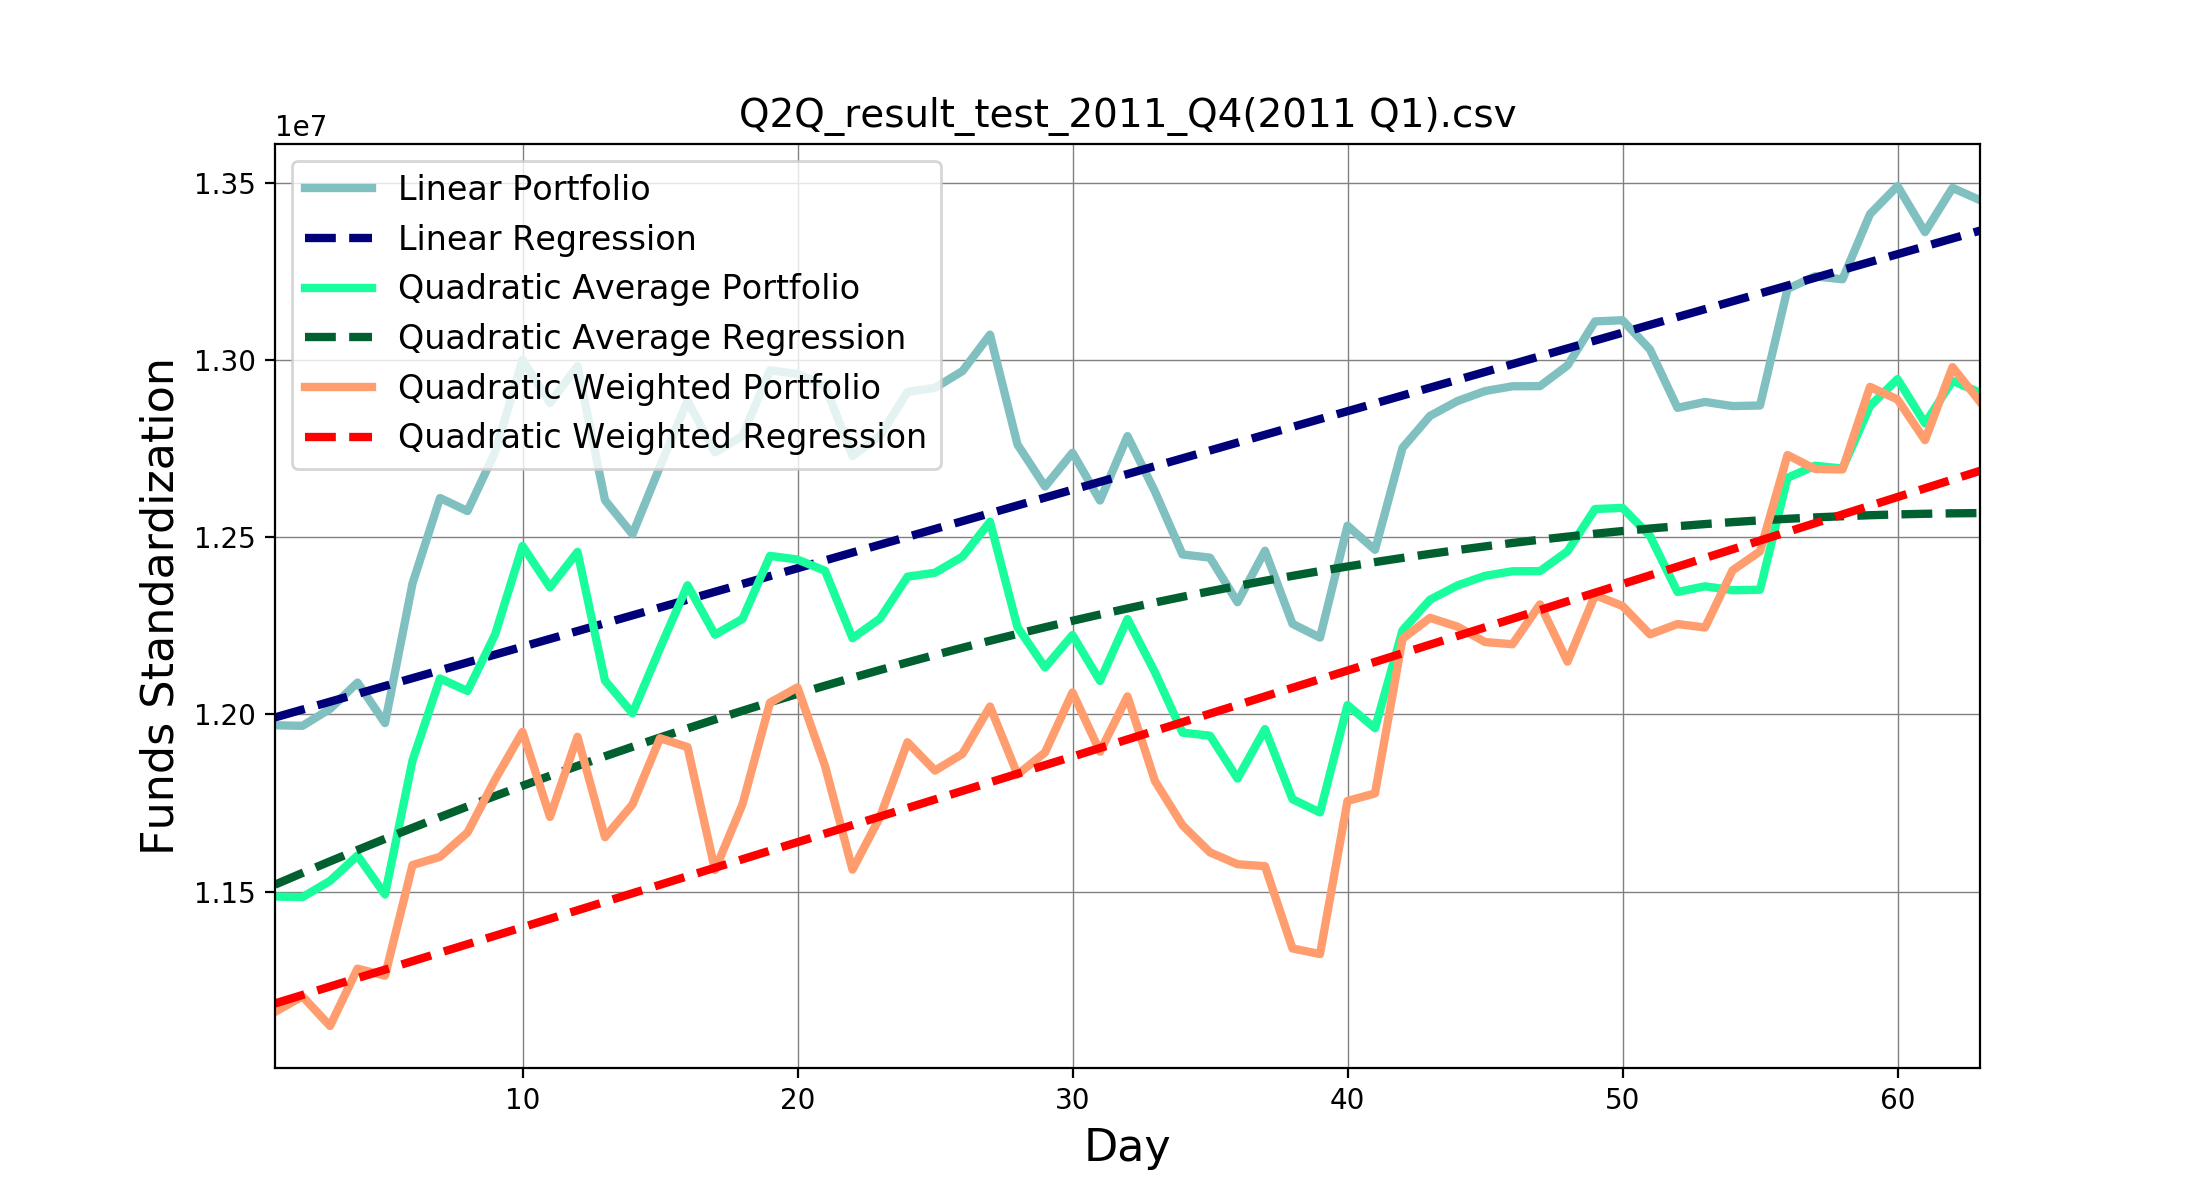 Q2Q_result_test_2011_Q4(2011 Q1).csv
1e7
Linear Portfolio
Linear Regression
Quadratic Average Portfolio
Quadratic Average Regression
Quadratic Weighted Portfolio
Quadratic Weighted Regression
Funds Standardization
1.35
1.30
1.25
1.20
1.15
10 20 30 40 50 60
Day